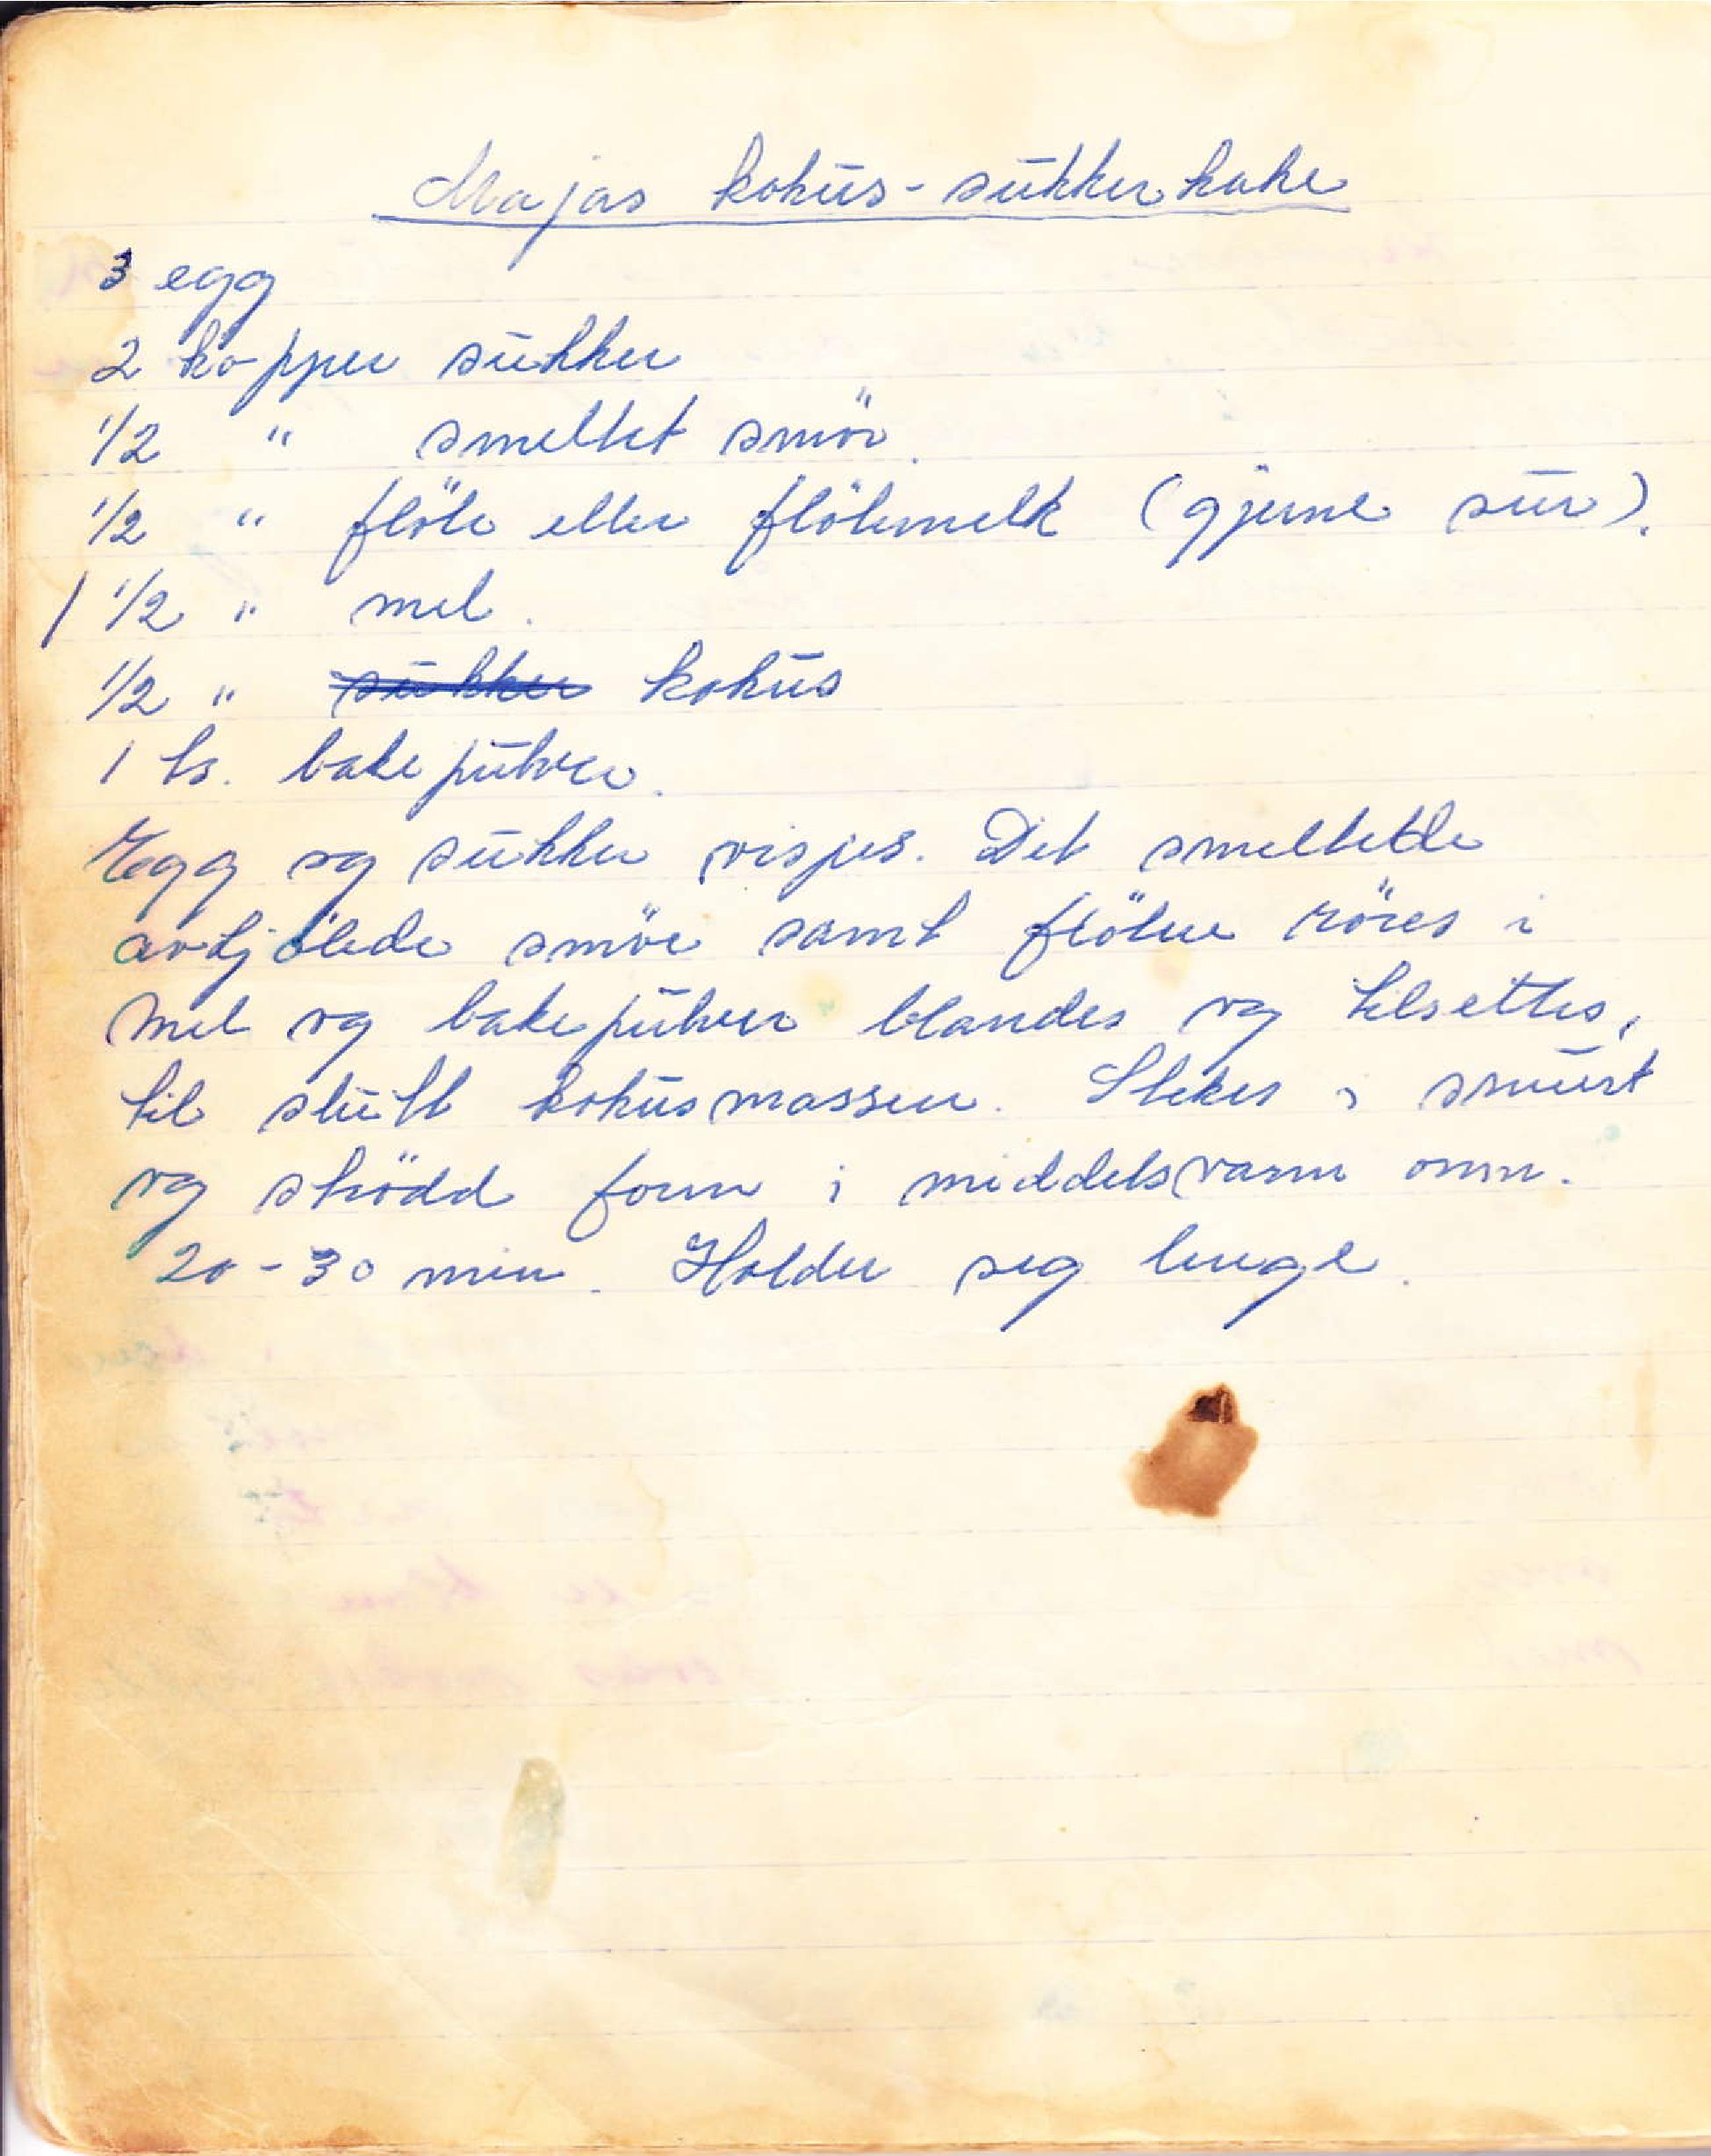 Majas kokus-sukkerkake
3 egg
2 kopper sukker
1/2 " smeltet smör.
1/2 " flöte eller flötemelk (gjerne sur).
1 1/2 " mel.
1/2 " sukker kokus
1 ts. bakepulver.
Egg og sukker vispes. Det smeltede
avkjölede smör samt flöten röres i
Mel og bakepulver blandes og tilsettes,
til slutt kokusmassen. Stekes i smurt
og strödd form i middelsvarm ovn.
20-30 min. Holder seg lenge.